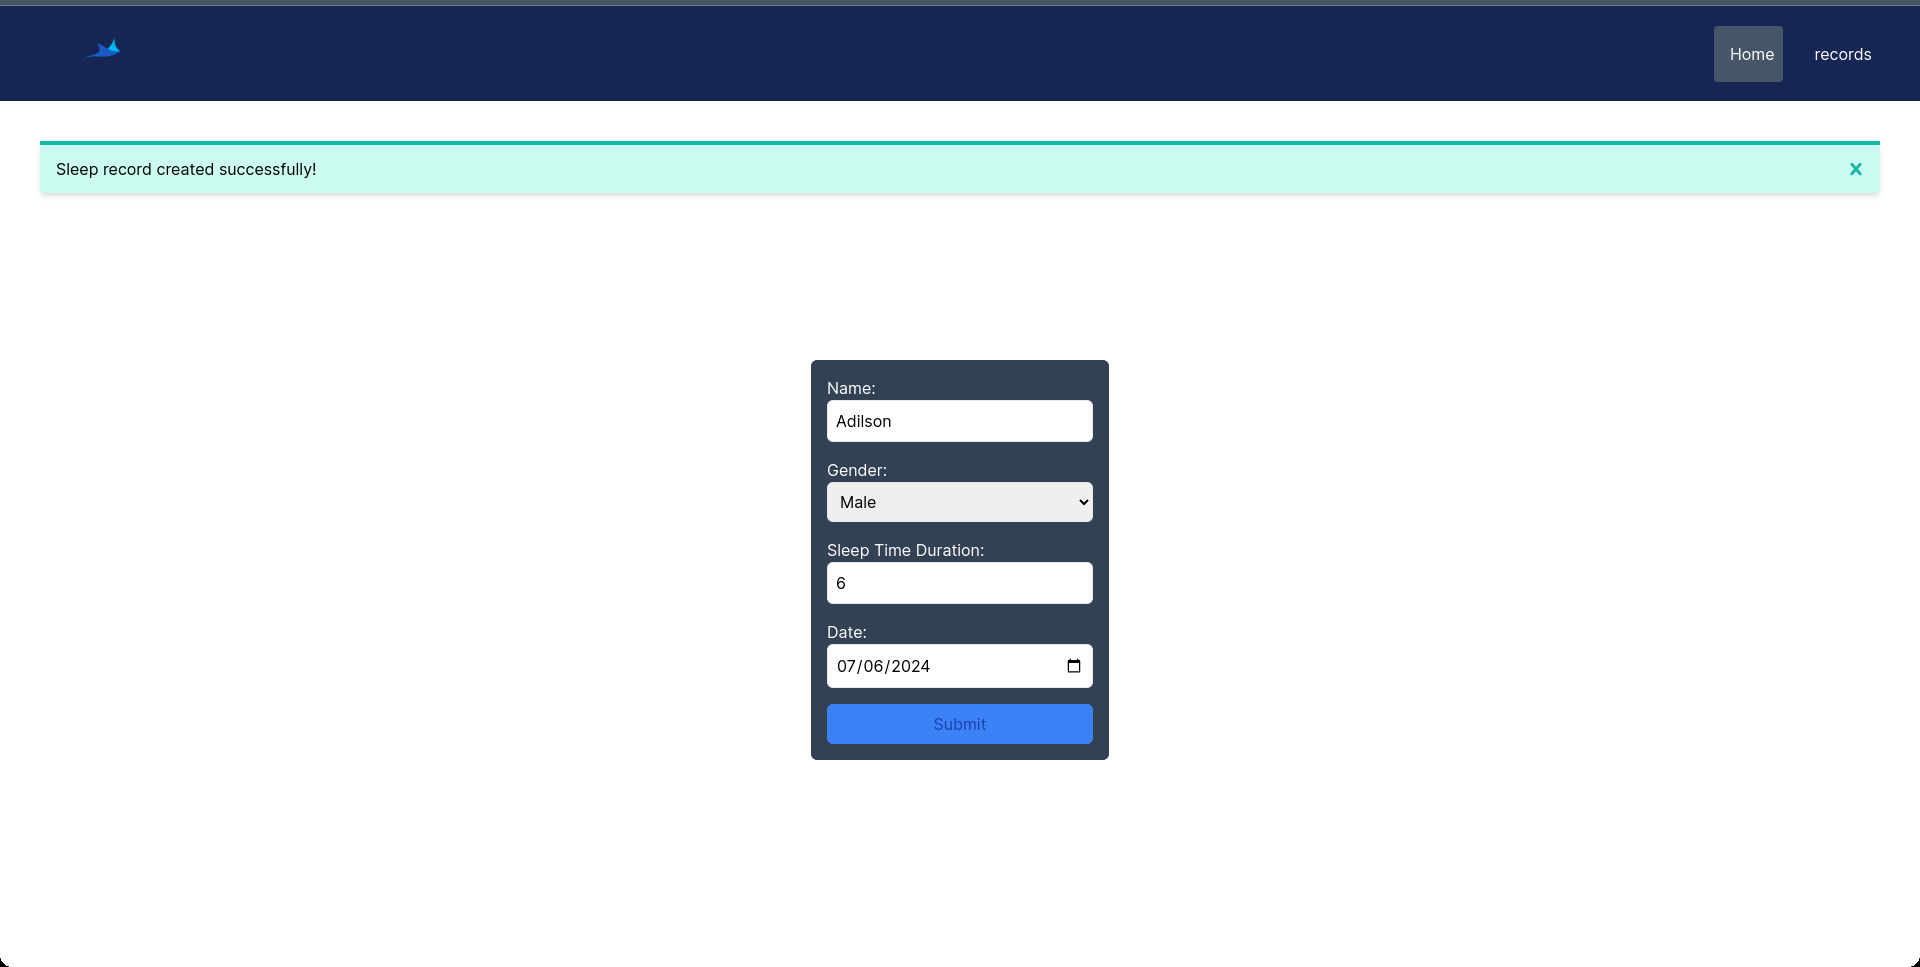 Home
records
Sleep record created successfully!
Name:
Adilson
Gender:
Male
Sleep Time Duration:
6
Date:
07/06/2024
Submit